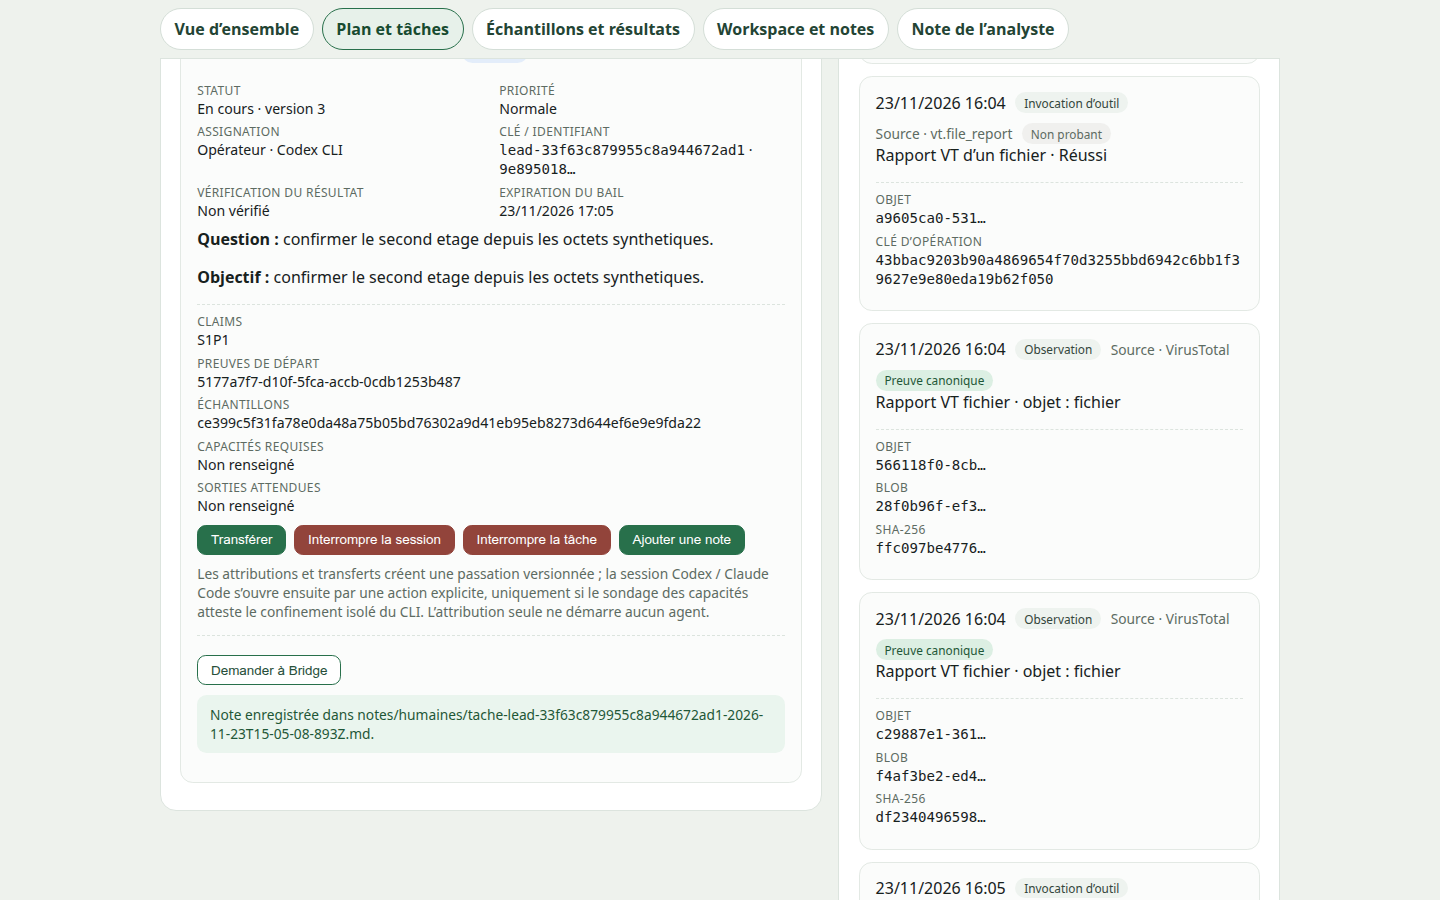 Vue d’ensemble
Plan et tâches
Échantillons et résultats
Workspace et notes
Note de l’analyste
STATUT
En cours · version 3
PRIORITÉ
Normale
ASSIGNATION
Opérateur · Codex CLI
CLÉ / IDENTIFIANT
lead-33f63c879955c8a944672ad1 ·
9e895018…
VÉRIFICATION DU RÉSULTAT
Non vérifié
EXPIRATION DU BAIL
23/11/2026 17:05
Question : confirmer le second etage depuis les octets synthetiques.
Objectif : confirmer le second etage depuis les octets synthetiques.
CLAIMS
S1P1
PREUVES DE DÉPART
5177a7f7-d10f-5fca-accb-0cdb1253b487
ÉCHANTILLONS
ce399c5f31fa78e0da48a75b05bd76302a9d41eb95eb8273d644ef6e9e9fda22
CAPACITÉS REQUISES
Non renseigné
SORTIES ATTENDUES
Non renseigné
Transférer
Interrompre la session
Interrompre la tâche
Ajouter une note
Les attributions et transferts créent une passation versionnée ; la session Codex / Claude
Code s’ouvre ensuite par une action explicite, uniquement si le sondage des capacités
atteste le confinement isolé du CLI. L’attribution seule ne démarre aucun agent.
Demander à Bridge
Note enregistrée dans notes/humaines/tache-lead-33f63c879955c8a944672ad1-2026-
11-23T15-05-08-893Z.md.
23/11/2026 16:04 Invocation d’outil
Source · vt.file_report Non probant
Rapport VT d’un fichier · Réussi
OBJET
a9605ca0-531…
CLÉ D’OPÉRATION
43bbac9203b90a4869654f70d3255bbd6942c6bb1f3
9627e9e80eda19b62f050
23/11/2026 16:04 Observation Source · VirusTotal
Preuve canonique
Rapport VT fichier · objet : fichier
OBJET
566118f0-8cb…
BLOB
28f0b96f-ef3…
SHA-256
ffc097be4776…
23/11/2026 16:04 Observation Source · VirusTotal
Preuve canonique
Rapport VT fichier · objet : fichier
OBJET
c29887e1-361…
BLOB
f4af3be2-ed4…
SHA-256
df2340496598…
23/11/2026 16:05 Invocation d’outil